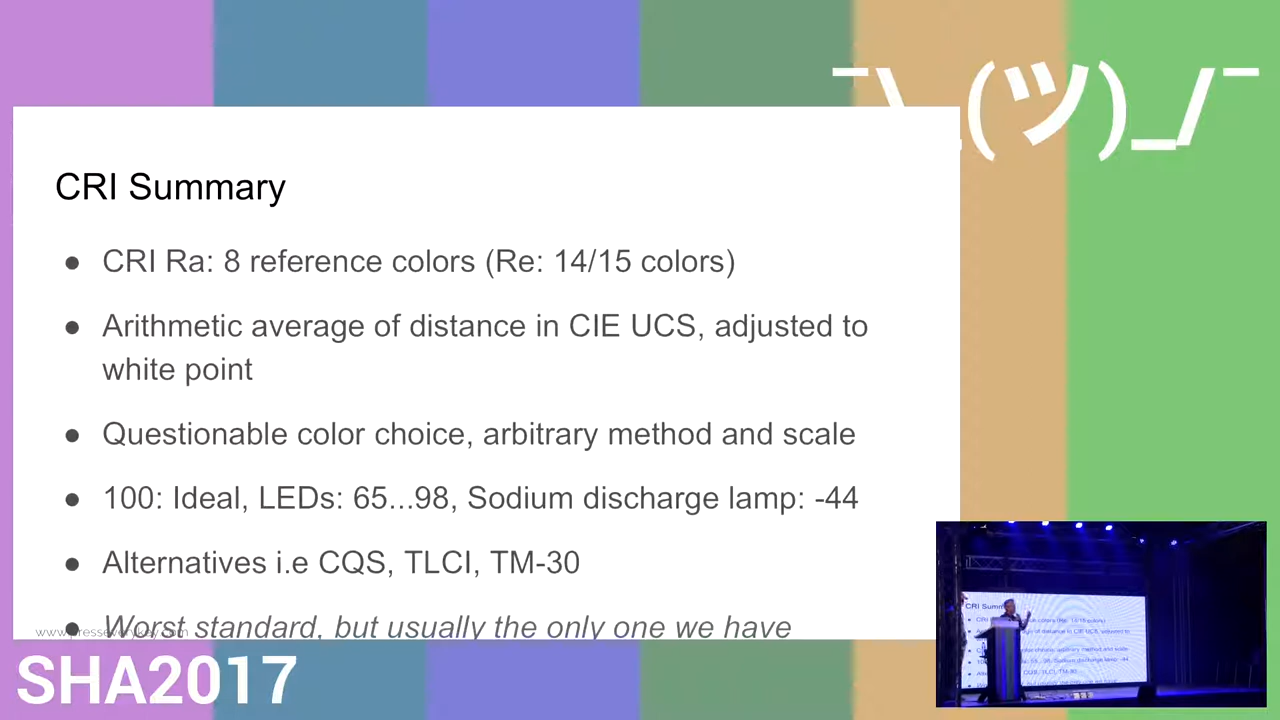 ¯\_(ツ)_/¯
CRI Summary
● CRI Ra: 8 reference colors (Re: 14/15 colors)
● Arithmetic average of distance in CIE UCS, adjusted to
white point
● Questionable color choice, arbitrary method and scale
● 100: Ideal, LEDs: 65...98, Sodium discharge lamp: -44
● Alternatives i.e CQS, TLCI, TM-30
● Worst standard, but usually the only one we have
SHA2017
CRI Summ